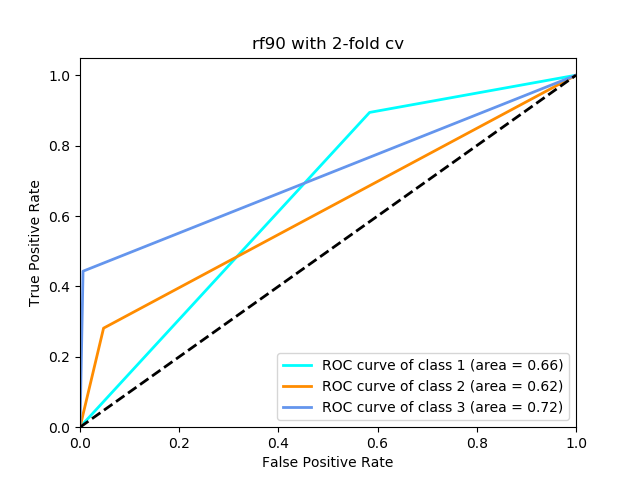 rf90 with 2-fold cv
1.0
0.8
0.6
0.4
0.2
0.0
True Positive Rate
ROC curve of class 1 (area = 0.66)
ROC curve of class 2 (area = 0.62)
ROC curve of class 3 (area = 0.72)
0.0 0.2 0.4 0.6 0.8 1.0
False Positive Rate